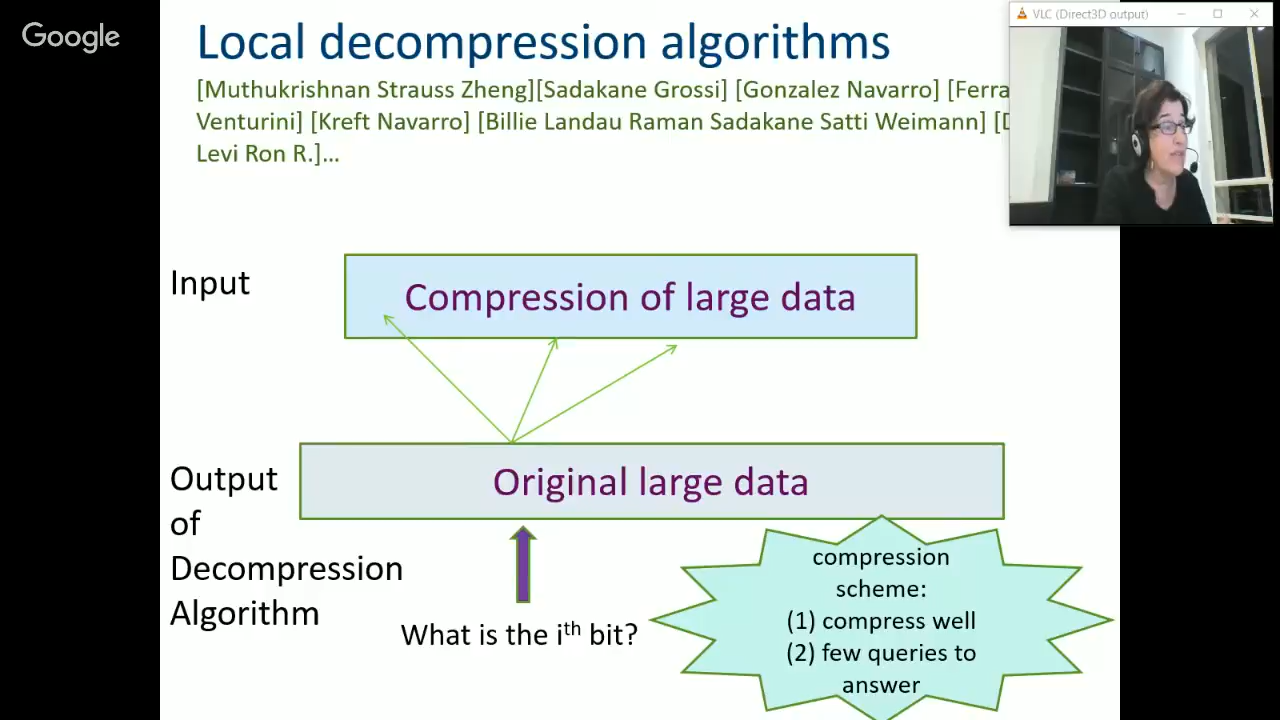 Google
VLC (Direct3D output)
Local decompression algorithms
[Muthukrishnan Strauss Zheng][Sadakane Grossi] [Gonzalez Navarro] [Ferra
Venturini] [Kreft Navarro] [Billie Landau Raman Sadakane Satti Weimann] [D
Levi Ron R.]...
Input
Compression of large data
Output
of
Decompression
Algorithm
Original large data
What is the ith bit?
compression
scheme:
(1) compress well
(2) few queries to
answer